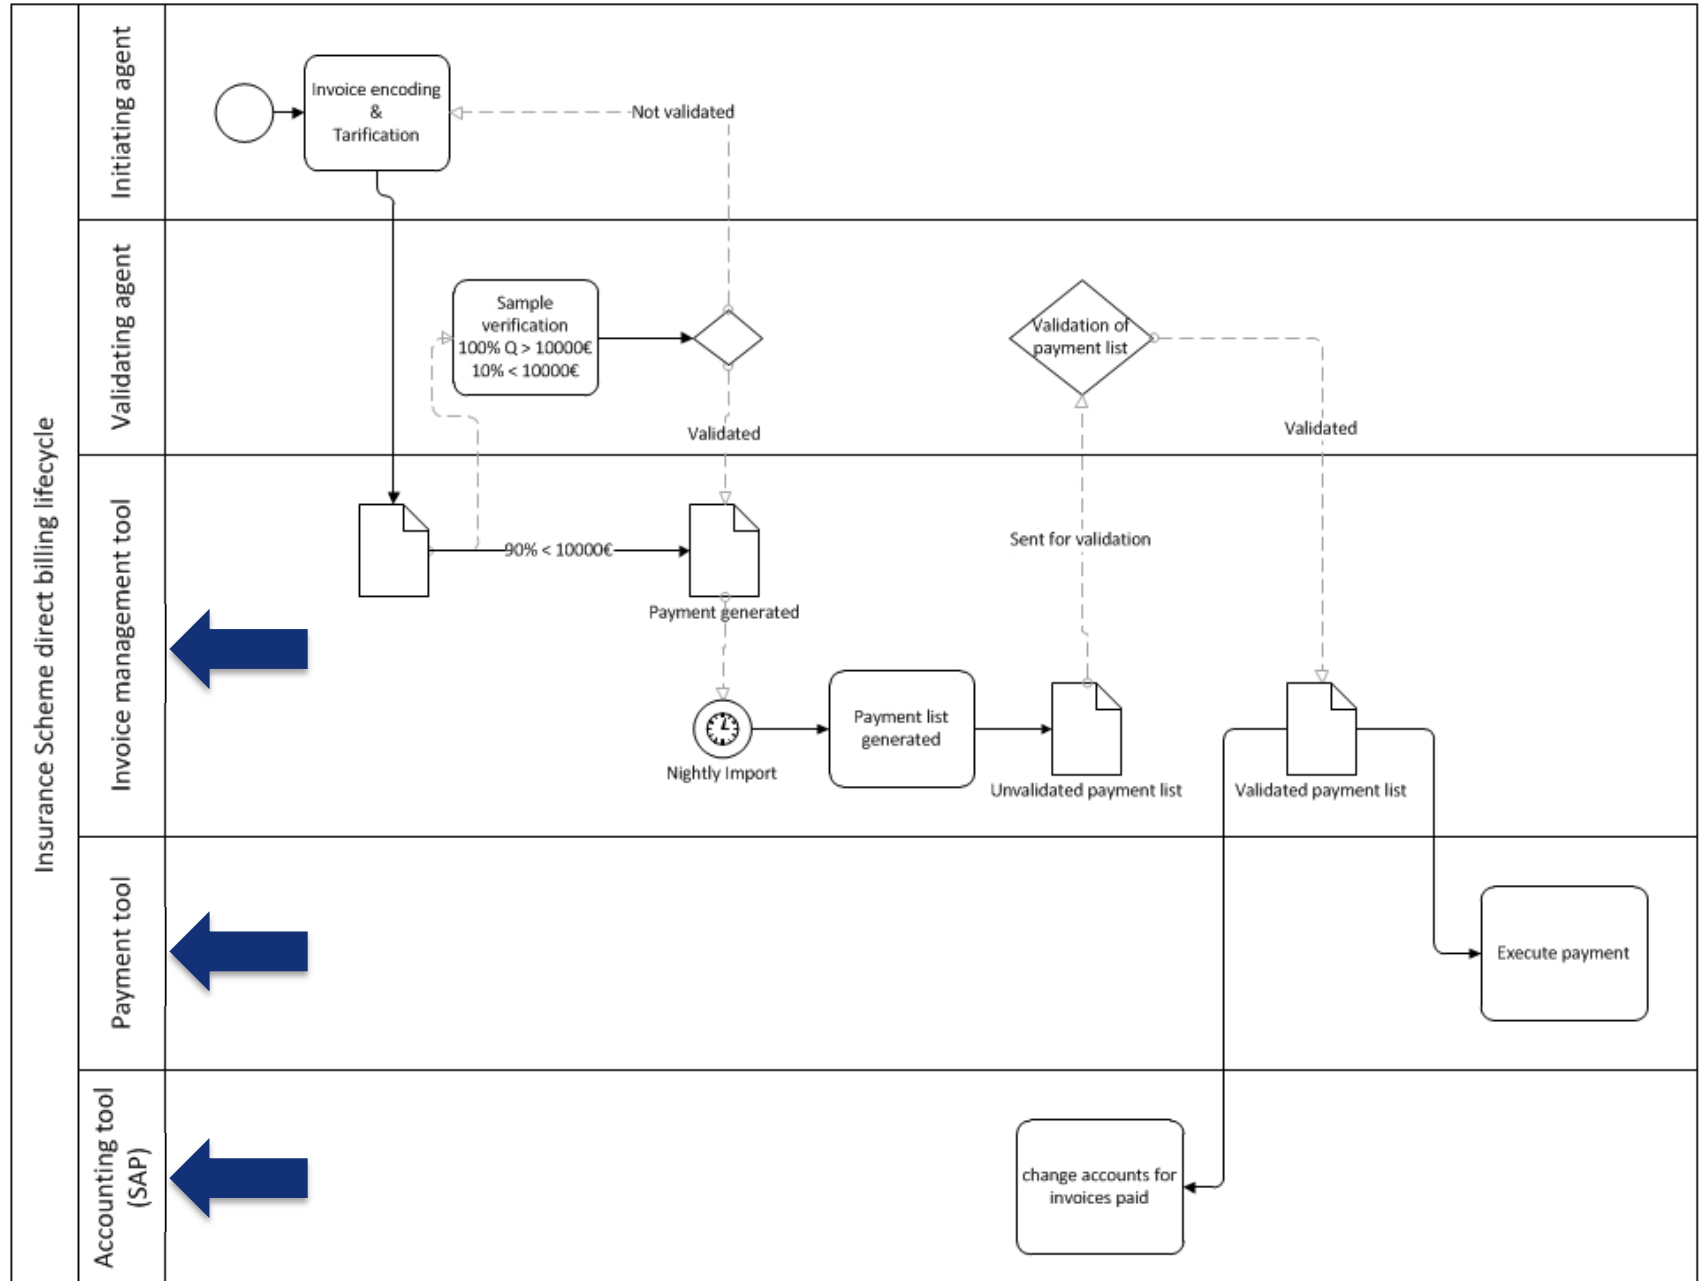 Insurance Scheme direct billing lifecycle
Initiating agent
Invoice encoding
&
Tarification
Not validated
Validating agent
Sample
verification
100% Q > 10000€
10% < 10000€
Validated
Validation of
payment list
Validated
Invoice management tool
90% < 10000€
Payment generated
Sent for validation
Nightly Import
Payment list
generated
Unvalidated payment list
Validated payment list
Payment tool
Execute payment
Accounting tool
(SAP)
change accounts for
invoices paid